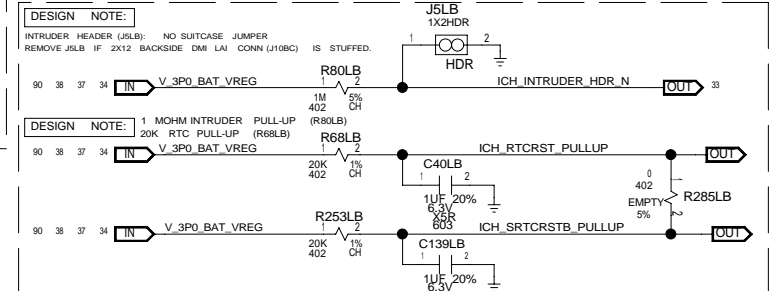 DESIGN NOTE:
INTRUDER HEADER (J5LB): NO SUITCASE JUMPER
REMOVE J5LB IF 2X12 BACKSIDE DMI LAI CONN (J10BC) IS STUFFED.
J5LB
1X2HDR
1 2
HDR
90 38 37 34 IN V_3P0_BAT_VREG
R80LB
1 2
1M 5%
402 CH
ICH_INTRUDER_HDR_N OUT 33
DESIGN NOTE:
1 MOHM INTRUDER PULL-UP (R80LB)
20K RTC PULL-UP (R68LB)
90 38 37 34 IN V_3P0_BAT_VREG
R68LB
1 2
20K 1%
402 CH
ICH_RTCRST_PULLUP OUT
C40LB
1 2
1UF 20%
6.3V
X5R
603
0
402
EMPTY
5%
1
2
R285LB
90 38 37 34 IN V_3P0_BAT_VREG
R253LB
1 2
20K 1%
402 CH
ICH_SRTCRSTB_PULLUP OUT
C139LB
1 2
1UF 20%
6.3V